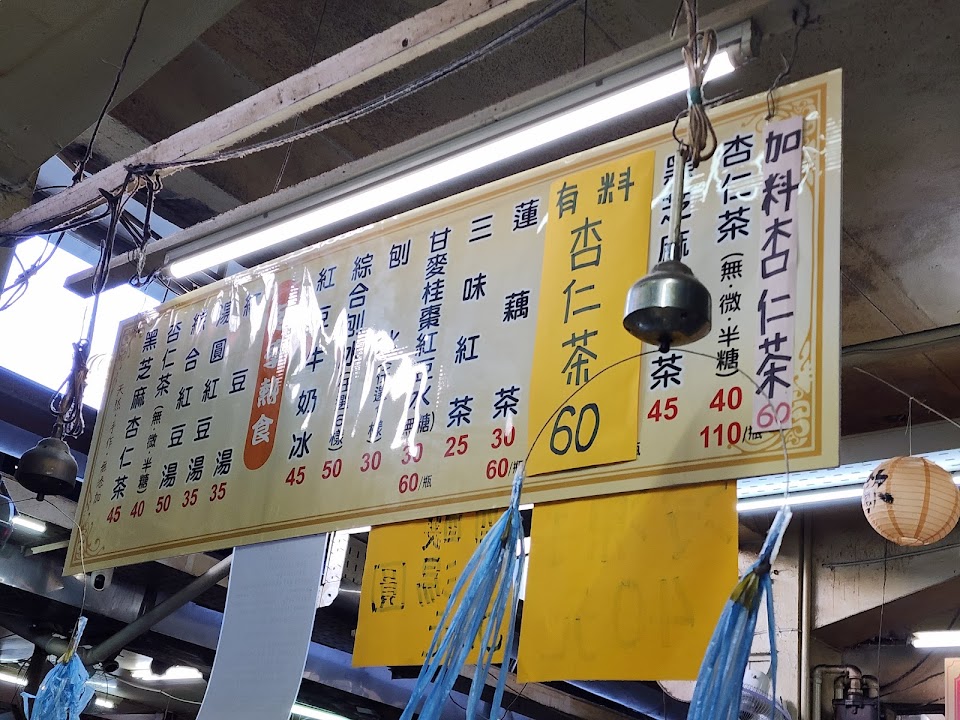 加料杏仁茶 60
杏仁茶(無·微·半糖) 40
110/瓶
茶 45
有料
杏仁茶
60
蓮藕茶 30
60/瓶
三味紅茶 25
甘麥桂棗紅豆水(無糖) 30
60/瓶
刨冰 30
綜合刨冰 50
紅豆牛奶冰 45
熱食
紅豆湯 35
湯圓紅豆湯 35
綜合紅豆湯 50
杏仁茶(無·微·半糖) 40
黑芝麻杏仁茶 45